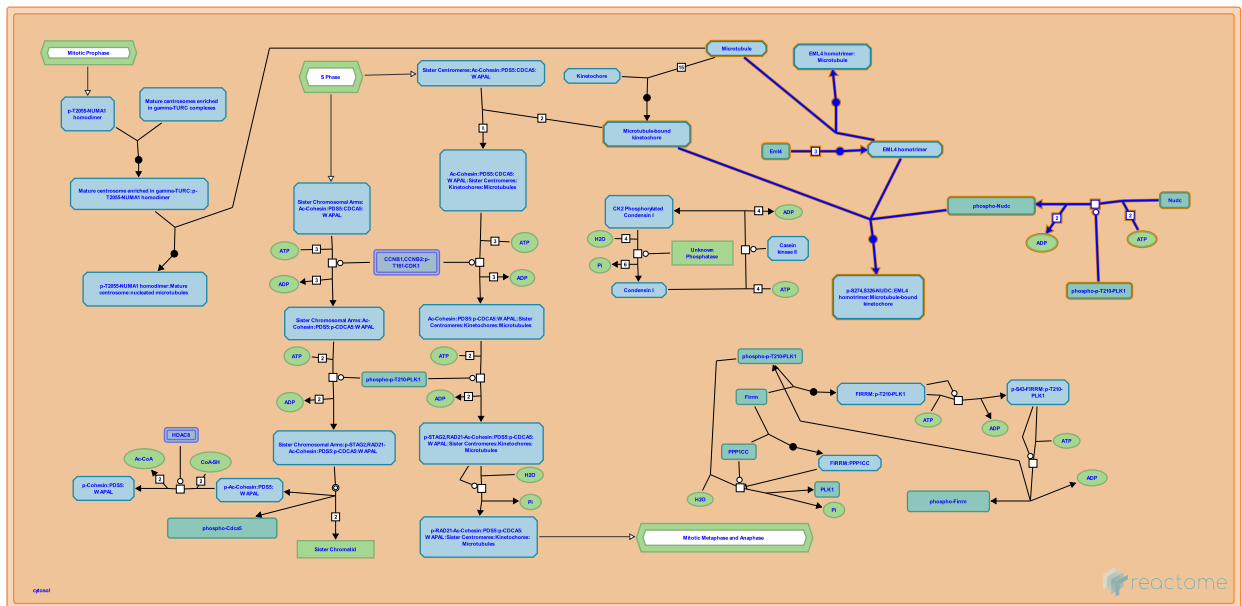 Mitotic Prophase
p-T2055-NUMA1
homodimer
Mature centrosomes enriched
in gamma-TURC complexes
Mature centrosome enriched in gamma-TURC:p-
T2055-NUMA1 homodimer
p-T2055-NUMA1 homodimer:Mature
centrosome:nucleated microtubules
S Phase
Sister Centromeres:Ac-Cohesin:PDS5:CDCA5:
WAPAL
Kinetochore
Microtubule
15
EML4 homotrimer:
Microtubule
2
5
Microtubule-bound
kinetochore
Eml4
3
EML4 homotrimer
Ac-Cohesin:PDS5:CDCA5:
WAPAL:Sister Centromeres:
Kinetochores:Microtubules
Sister Chromosomal Arms:
Ac-Cohesin:PDS5:CDCA5:
WAPAL
ATP
3
ADP
3
CCNB1,CCNB2:p-
T161-CDK1
3
ATP
3
ADP
CK2 Phosphorylated
Condensin I
4
ADP
H2O
4
Unknown
Phosphatase
Casein
kinase II
Pi
6
Condensin I
4
ATP
phospho-Nudc
Nudc
2
2
ADP
ATP
phospho-p-T210-PLK1
p-S274,S326-NUDC:EML4
homotrimer:Microtubule-bound
kinetochore
Sister Chromosomal Arms:Ac-
Cohesin:PDS5:p-CDCA5:WAPAL
Ac-Cohesin:PDS5:p-CDCA5:WAPAL:Sister
Centromeres:Kinetochores:Microtubules
ATP
2
ATP
2
phospho-p-T210-PLK1
ADP
2
ADP
2
Sister Chromosomal Arms:p-STAG2,RAD21-
Ac-Cohesin:PDS5:p-CDCA5:WAPAL
p-STAG2,RAD21-Ac-Cohesin:PDS5:p-CDCA5:
WAPAL:Sister Centromeres:Kinetochores:
Microtubules
H2O
Pi
HDAC8
Ac-CoA
CoA-SH
2
2
p-Cohesin:PDS5:
WAPAL
p-Ac-Cohesin:PDS5:
WAPAL
phospho-Cdca5
2
Sister Chromatid
p-RAD21-Ac-Cohesin:PDS5:p-CDCA5:
WAPAL:Sister Centromeres:Kinetochores:
Microtubules
Mitotic Metaphase and Anaphase
phospho-p-T210-PLK1
Firrm
FIRRM:p-T210-PLK1
p-S43-FIRRM:p-T210-
PLK1
ATP
ADP
ATP
PPP1CC
FIRRM:PPP1CC
H2O
PLK1
Pi
phospho-Firrm
ADP
cytosol
reactome